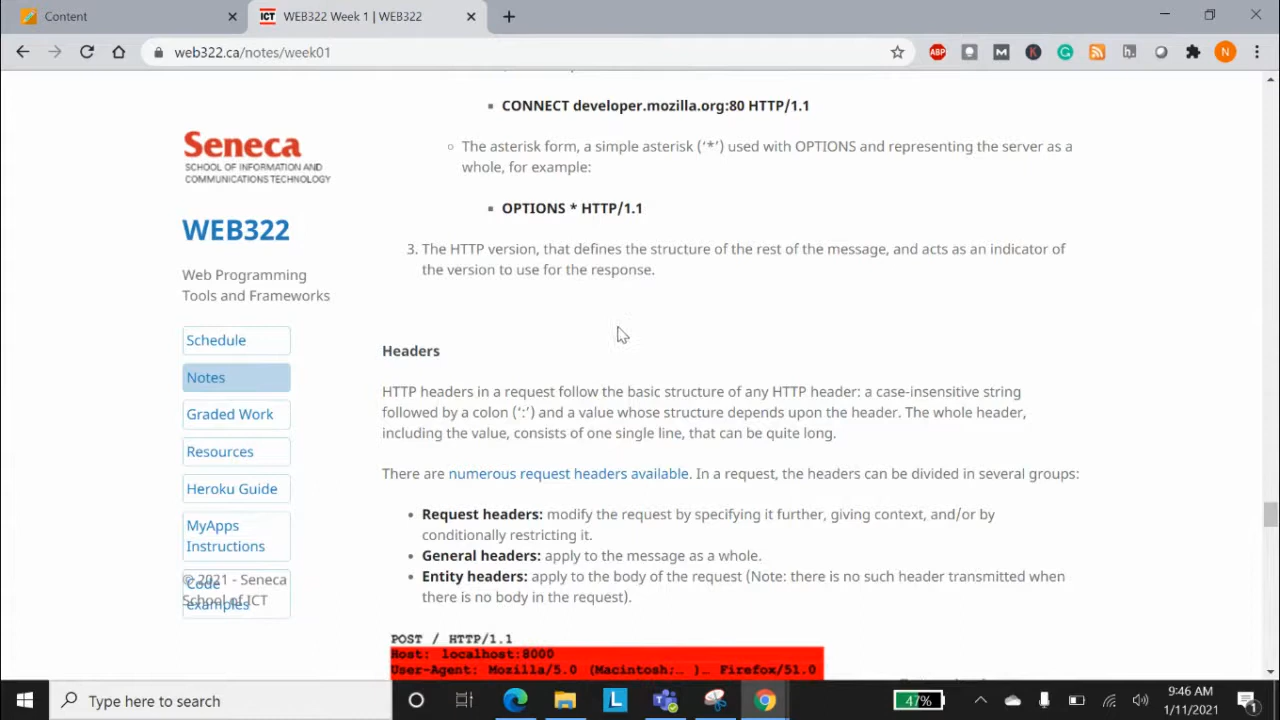 Content
ICT
WEB322 Week 1 | WEB322
web322.ca/notes/week01
ABP
N
CONNECT developer.mozilla.org:80 HTTP/1.1
The asterisk form, a simple asterisk (‘*’) used with OPTIONS and representing the server as a
whole, for example:
OPTIONS * HTTP/1.1
3. The HTTP version, that defines the structure of the rest of the message, and acts as an indicator of
the version to use for the response.
Seneca
SCHOOL OF INFORMATION AND
COMMUNICATIONS TECHNOLOGY
WEB322
Web Programming
Tools and Frameworks
Schedule
Notes
Graded Work
Resources
Heroku Guide
MyApps
Instructions
Code
examples
© 2021 - Seneca
School of ICT
Headers
HTTP headers in a request follow the basic structure of any HTTP header: a case-insensitive string
followed by a colon (‘:’) and a value whose structure depends upon the header. The whole header,
including the value, consists of one single line, that can be quite long.
There are numerous request headers available. In a request, the headers can be divided in several groups:
Request headers: modify the request by specifying it further, giving context, and/or by
conditionally restricting it.
General headers: apply to the message as a whole.
Entity headers: apply to the body of the request (Note: there is no such header transmitted when
there is no body in the request).
POST / HTTP/1.1
Host: localhost:8000
User-Agent: Mozilla/5.0 (Macintosh;… )… Firefox/51.0
Type here to search
L
47%
9:46 AM
1/11/2021
1